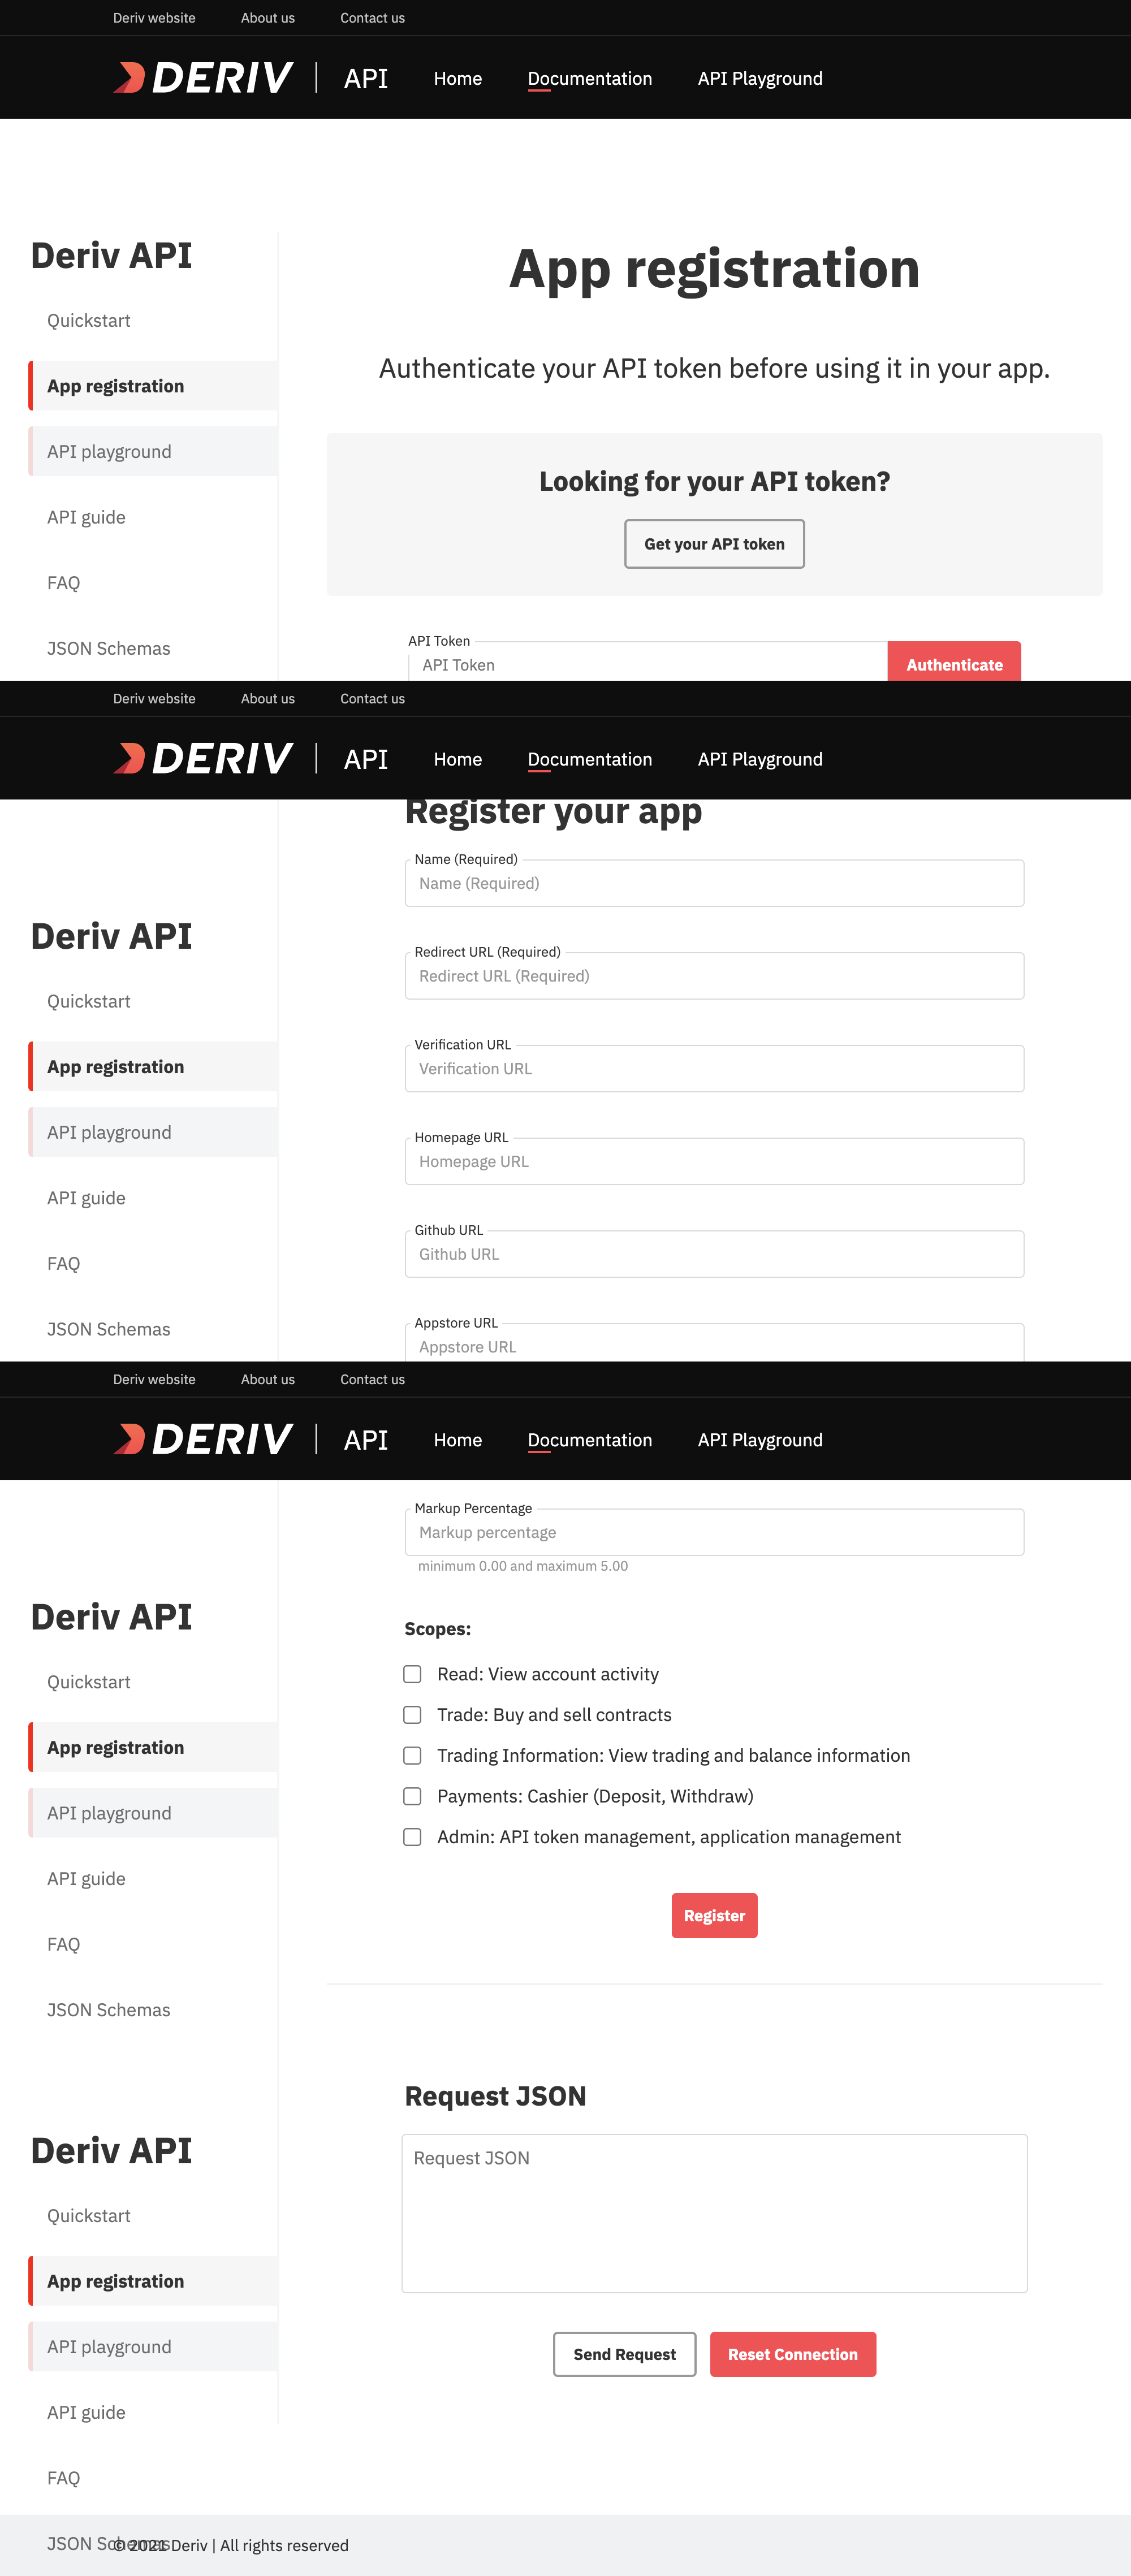 Deriv website About us Contact us
DERIV | API Home Documentation API Playground
Deriv API
Quickstart
App registration
API playground
API guide
FAQ
JSON Schemas
App registration
Authenticate your API token before using it in your app.
Looking for your API token?
Get your API token
API Token
API Token
Authenticate
Deriv website About us Contact us
DERIV | API Home Documentation API Playground
Deriv API
Quickstart
App registration
API playground
API guide
FAQ
JSON Schemas
Register your app
Name (Required)
Name (Required)
Redirect URL (Required)
Redirect URL (Required)
Verification URL
Verification URL
Homepage URL
Homepage URL
Github URL
Github URL
Appstore URL
Appstore URL
Deriv website About us Contact us
DERIV | API Home Documentation API Playground
Deriv API
Quickstart
App registration
API playground
API guide
FAQ
JSON Schemas
Markup Percentage
Markup percentage
minimum 0.00 and maximum 5.00
Scopes:
Read: View account activity
Trade: Buy and sell contracts
Trading Information: View trading and balance information
Payments: Cashier (Deposit, Withdraw)
Admin: API token management, application management
Register
Deriv API
Quickstart
App registration
API playground
API guide
FAQ
JSON Schemas
Request JSON
Request JSON
Send Request
Reset Connection
© 2021 Deriv | All rights reserved